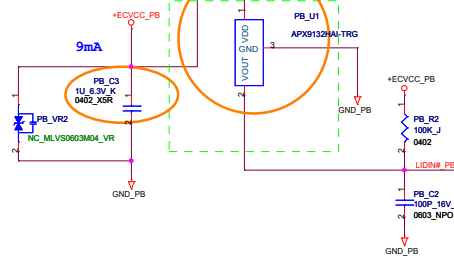 +ECVCC_PB
9mA
PB_U1
APX9132HAI-TRG
1
VDD
GND
VOUT
3
2
PB_C3
1U_6.3V_K
0402_X5R
1
2
1
PB_VR2
NC_MLVS0603M04_VR
2
GND_PB
GND_PB
+ECVCC_PB
1
PB_R2
100K_J
0402
2
LIDIN#_PB
1
PB_C2
100P_16V_
0603_NPO
2
GND_PB